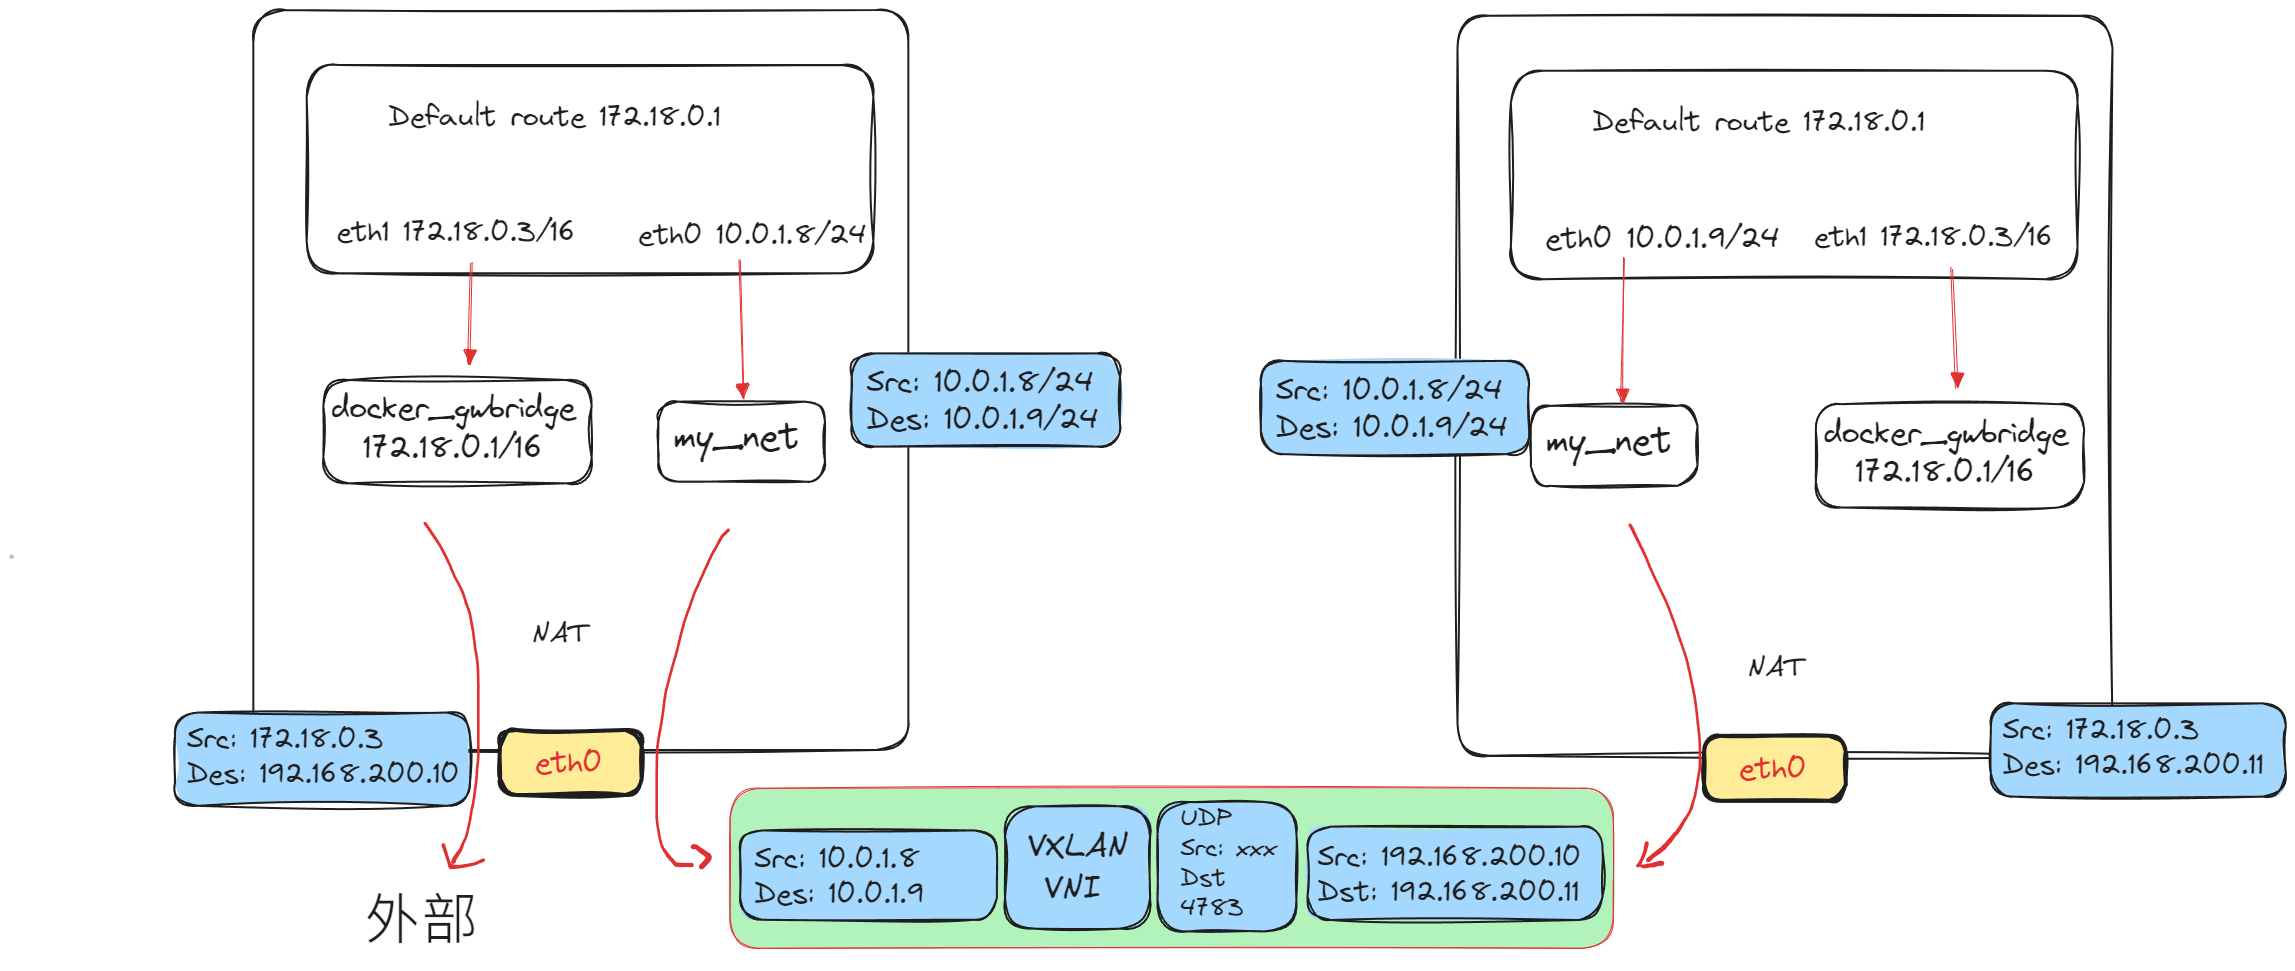 Default route 172.18.0.1
eth1 172.18.0.3/16
eth0 10.0.1.8/24
docker_gwbridge
172.18.0.1/16
my_net
Src: 10.0.1.8/24
Des: 10.0.1.9/24
NAT
Src: 172.18.0.3
Des: 192.168.200.10
eth0
外部
Default route 172.18.0.1
eth0 10.0.1.9/24
eth1 172.18.0.3/16
Src: 10.0.1.8/24
Des: 10.0.1.9/24
my_net
docker_gwbridge
172.18.0.1/16
NAT
eth0
Src: 172.18.0.3
Des: 192.168.200.11
Src: 10.0.1.8
Des: 10.0.1.9
VXLAN
VNI
UDP
Src: xxx
Dst
4783
Src: 192.168.200.10
Dst: 192.168.200.11